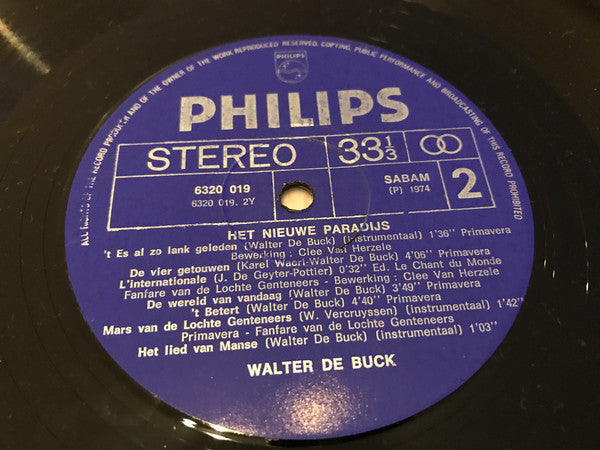 ALL RIGHTS OF THE RECORD PRODUCER AND OF THE OWNER OF THE WORK REPRODUCED RESERVED. COPYING, PUBLIC PERFORMANCE AND BROADCASTING OF THIS RECORD PROHIBITED
PHILIPS
PHILIPS
STEREO 33 1/3
6320 019
6320 019. 2Y
SABAM
(P) 1974
2
HET NIEUWE PARADIJS
't Es al zo lank geleden (Walter De Buck) (instrumentaal) 1'36" Primavera
Bewerking : Clee Van Herzele
De vier getouwen (Karel Waeri-Walter De Buck) 4'06" Primavera
L'internationale (J. De Geyter-Pottier) 0'32" Ed. Le Chant du Monde
Fanfare van de Lochte Genteneers - Bewerking : Clee Van Herzele
De wereld van vandaag (Walter De Buck) 3'49" Primavera
't Betert (Walter De Buck) 4'40" Primavera
Mars van de Lochte Genteneers (W. Vercruyssen) (instrumentaal) 1'42"
Primavera - Fanfare van de Lochte Genteneers
Het lied van Manse (Walter De Buck) (instrumentaal) 1'03"
WALTER DE BUCK